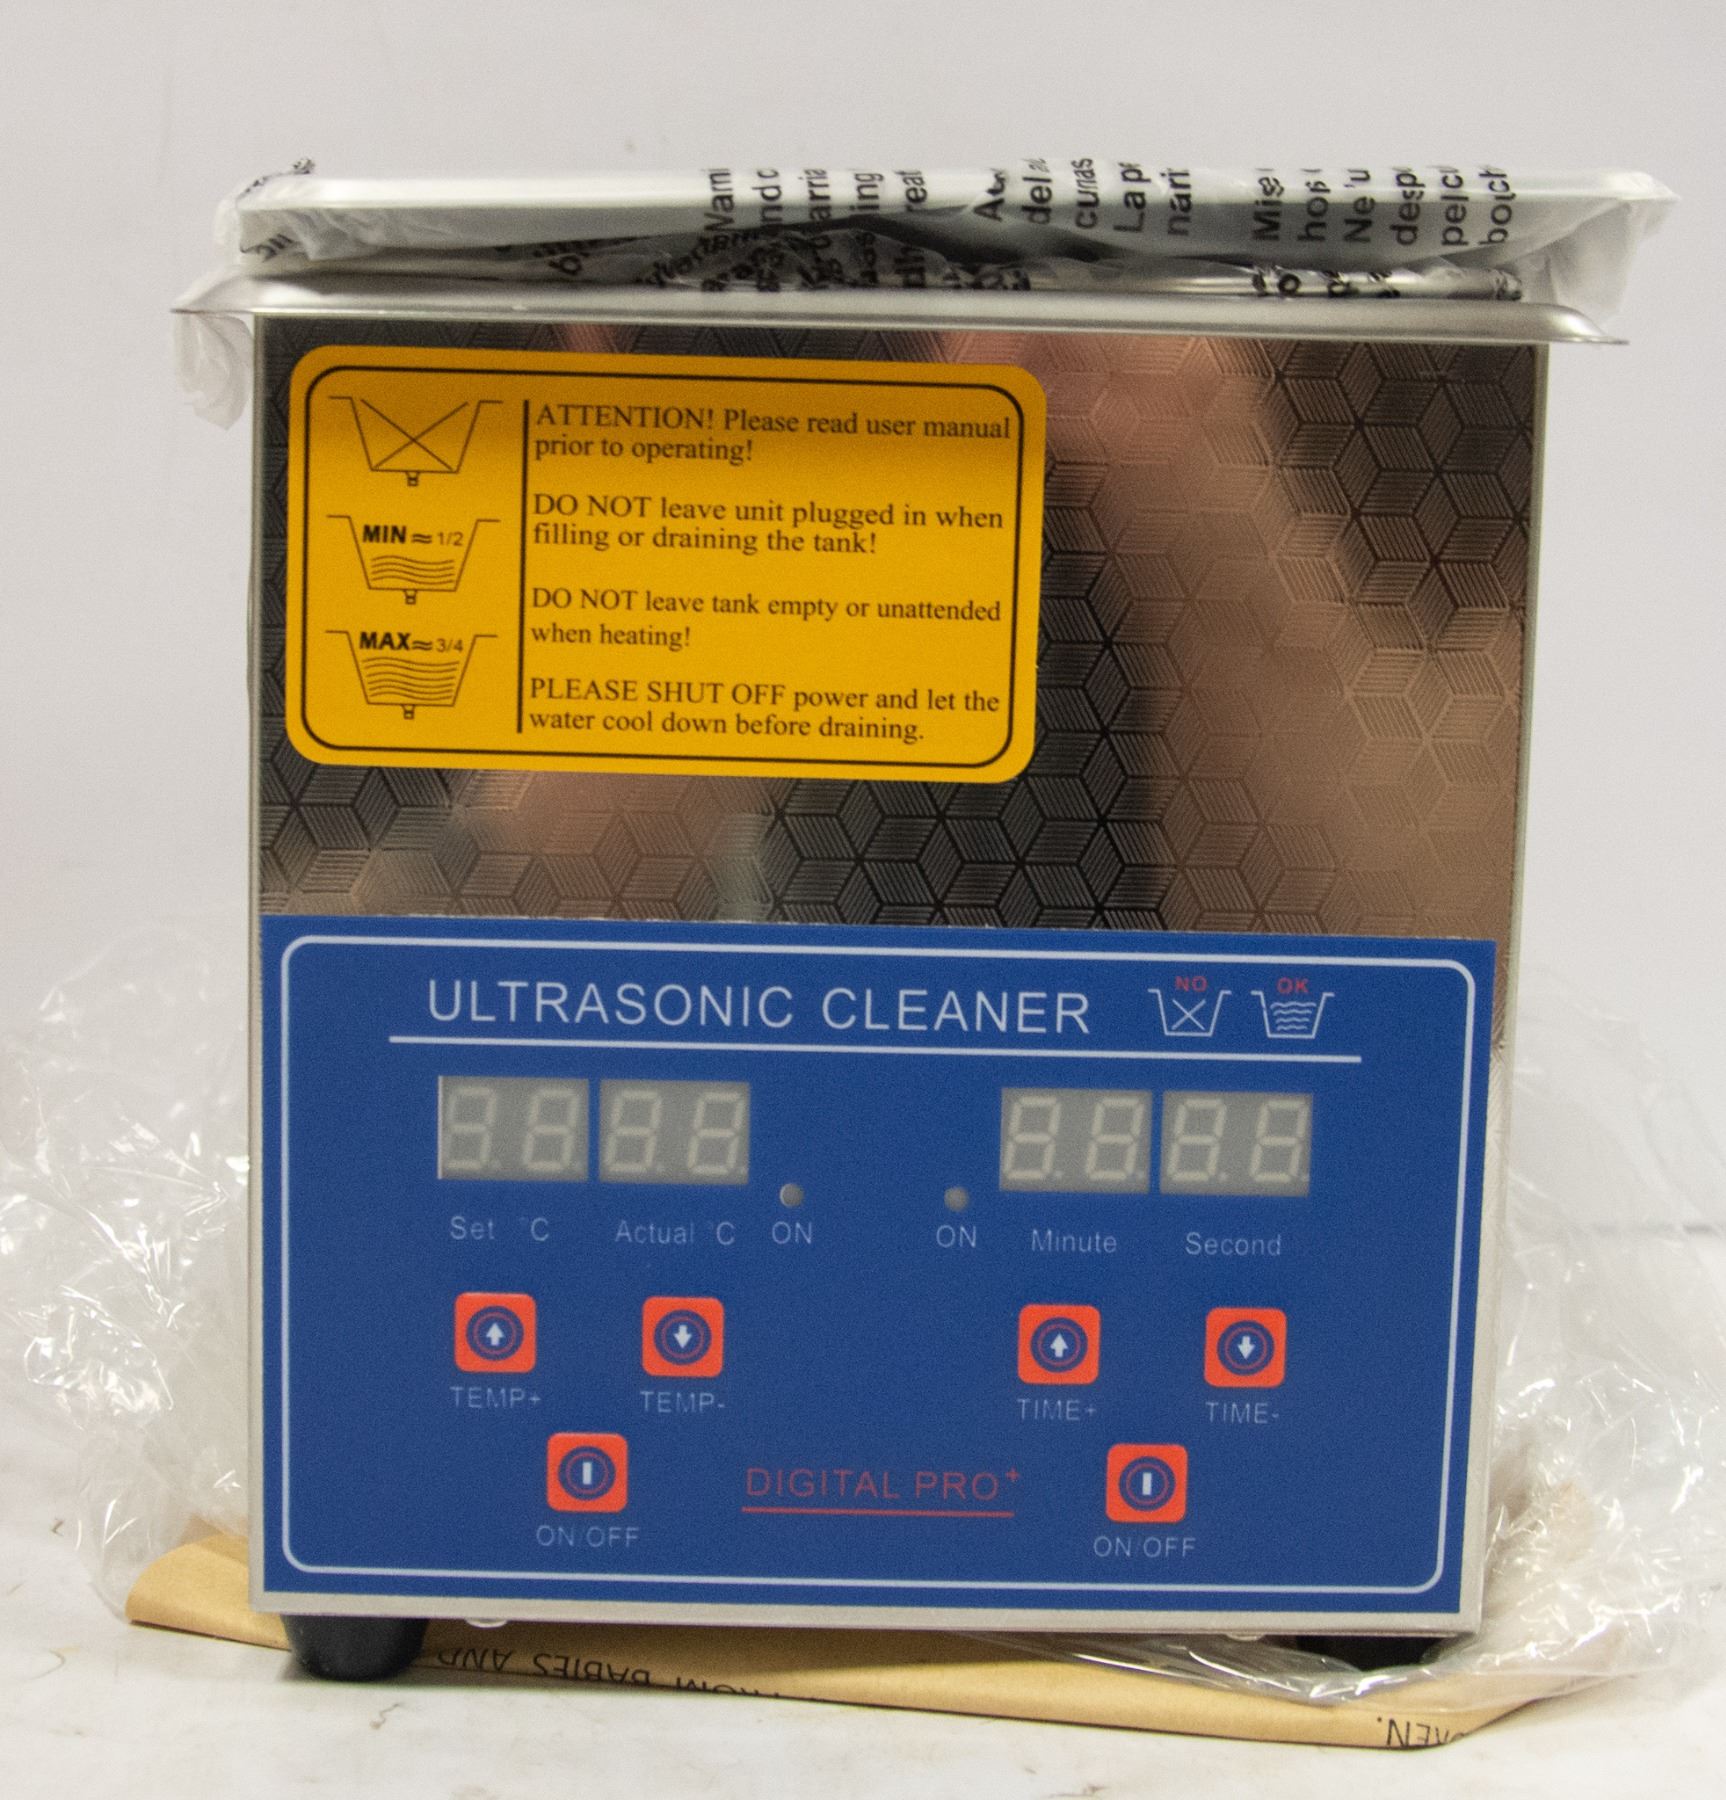 Mise
ATTENTION! Please read user manual
prior to operating!
DO NOT leave unit plugged in when
filling or draining the tank!
DO NOT leave tank empty or unattended
when heating!
PLEASE SHUT OFF power and let the
water cool down before draining.
MIN ≈ 1/2
MAX ≈ 3/4
ULTRASONIC CLEANER
NO OK
Set °C Actual °C ON
ON Minute Second
TEMP+ TEMP- TIME+ TIME-
DIGITAL PRO+
ON/OFF ON/OFF
BABIES AND